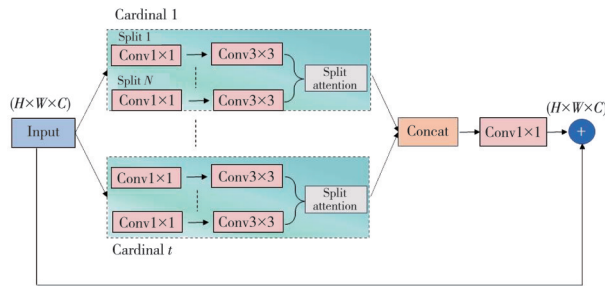 Cardinal 1
Split 1
Conv1×1
Conv3×3
Split N
Conv1×1
Conv3×3
Split
attention
(H×W×C)
Input
Concat
Conv1×1
(H×W×C)
+
Conv1×1
Conv3×3
Conv1×1
Conv3×3
Split
attention
Cardinal t